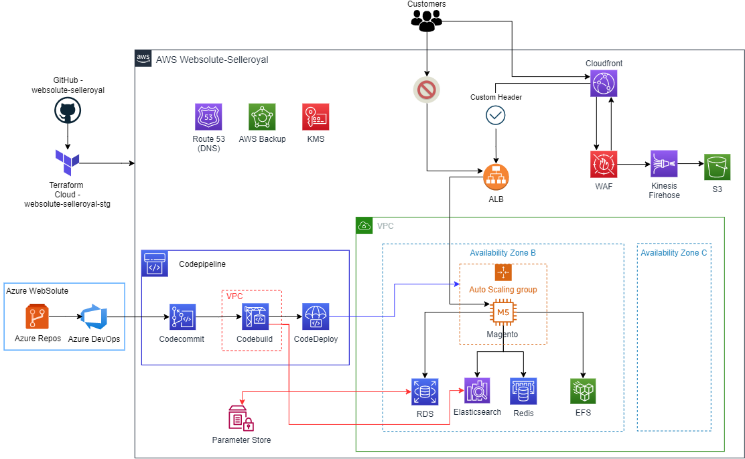 Customers
aws
AWS Websolute-Selleroyal
Cloudfront
GitHub -
websolute-selleroyal
Custom Header
53
Route 53
(DNS)
AWS Backup
KMS
Terraform
Cloud -
websolute-selleroyal-stg
ALB
WAF
Kinesis
Firehose
S3
VPC
Availability Zone B
Availability Zone C
Codepipeline
Auto Scaling group
Azure WebSolute
VPC
M5
Magento
Azure Repos
Azure DevOps
Codecommit
Codebuild
CodeDeploy
RDS
Elasticsearch
Redis
EFS
Parameter Store